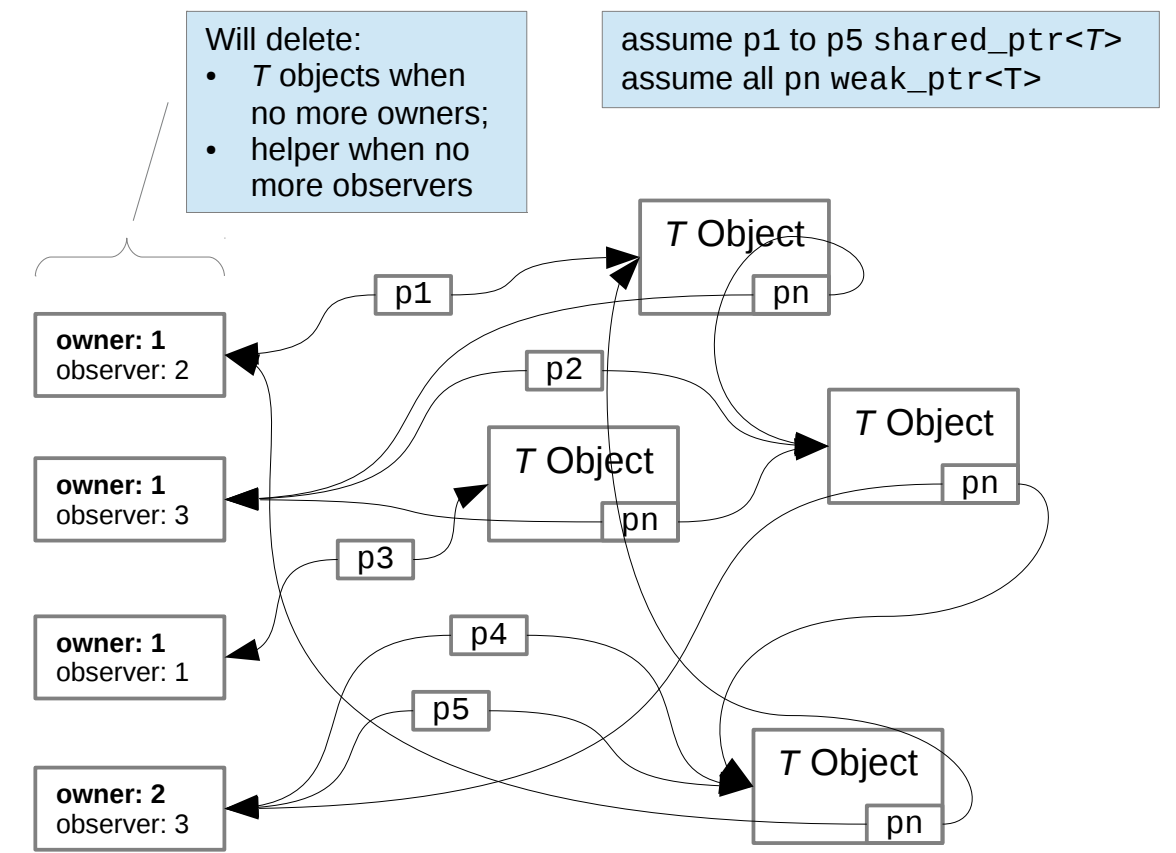 Will delete:
• T objects when
no more owners;
• helper when no
more observers
assume p1 to p5 shared_ptr<T>
assume all pn weak_ptr<T>
T Object
pn
p1
owner: 1
observer: 2
p2
T Object
pn
T Object
pn
owner: 1
observer: 3
p3
owner: 1
observer: 1
p4
p5
T Object
pn
owner: 2
observer: 3